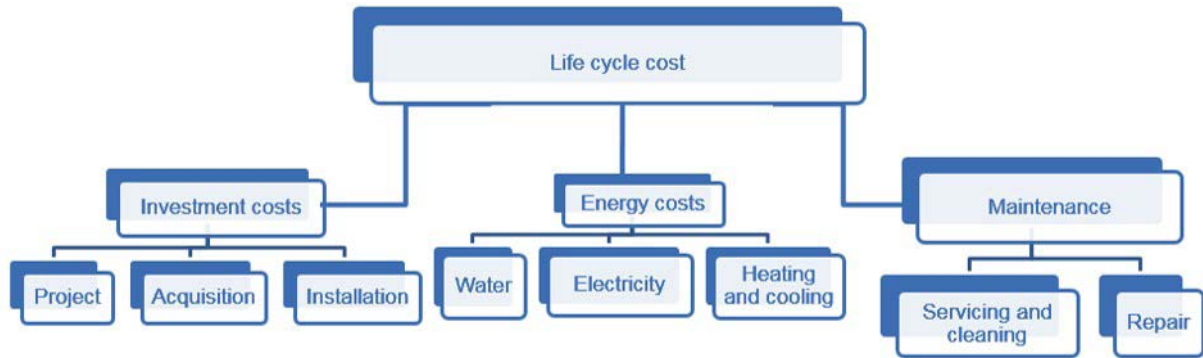 Life cycle cost
Investment costs
Energy costs
Maintenance
Project
Acquisition
Installation
Water
Electricity
Heating
and cooling
Servicing and
cleaning
Repair